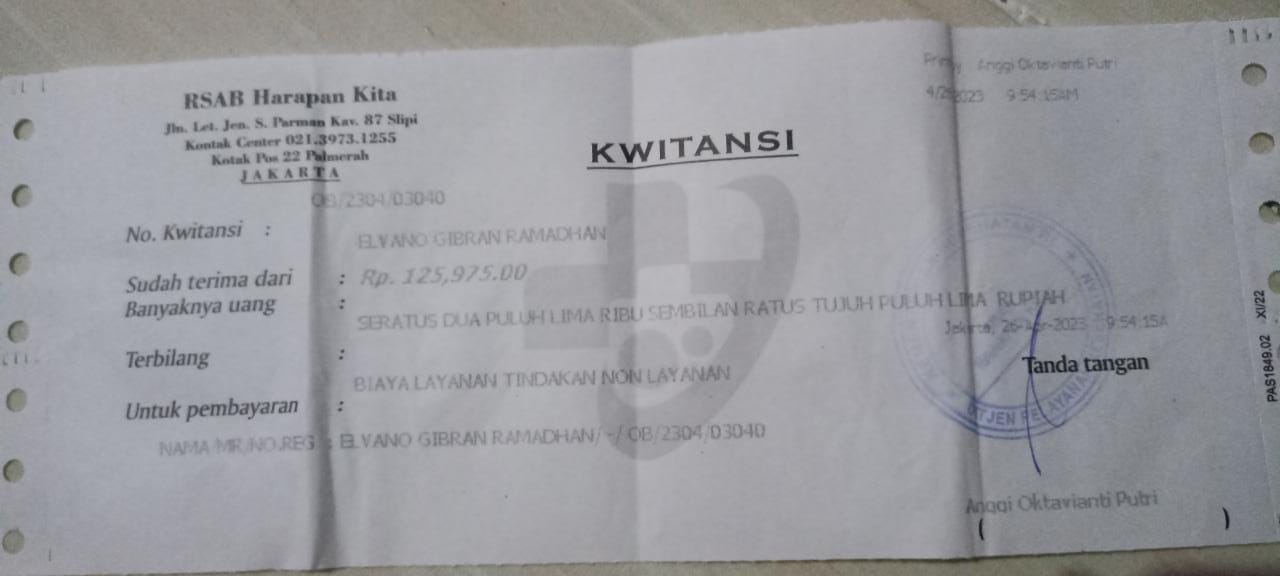 RSAB Harapan Kita
Jln. Let. Jen. S. Parman Kav. 87 Slipi
Kontak Center 021.3973.1255
Kotak Pos 22 Palmerah
JAKARTA
Anggi Oktavianti Putri
9:54:15AM
KWITANSI
OB/2304/03040
No. Kwitansi :
ELVANO GIBRAN RAMADHAN
Sudah terima dari : Rp. 125,975.00
Banyaknya uang :
SERATUS DUA PULUH LIMA RIBU SEMBILAN RATUS TUJUH PULUH LIMA RUPIAH
Jakarta, 26-Apr-2023 9:54:15A
Terbilang :
Tanda tangan
BIAYA LAYANAN TINDAKAN NON LAYANAN
Untuk pembayaran :
NAMA/MR/NO.REG : ELVANO GIBRAN RAMADHAN/ -/ OB/2304/03040
Anggi Oktavianti Putri
( )
PAS1849.02 XI/22